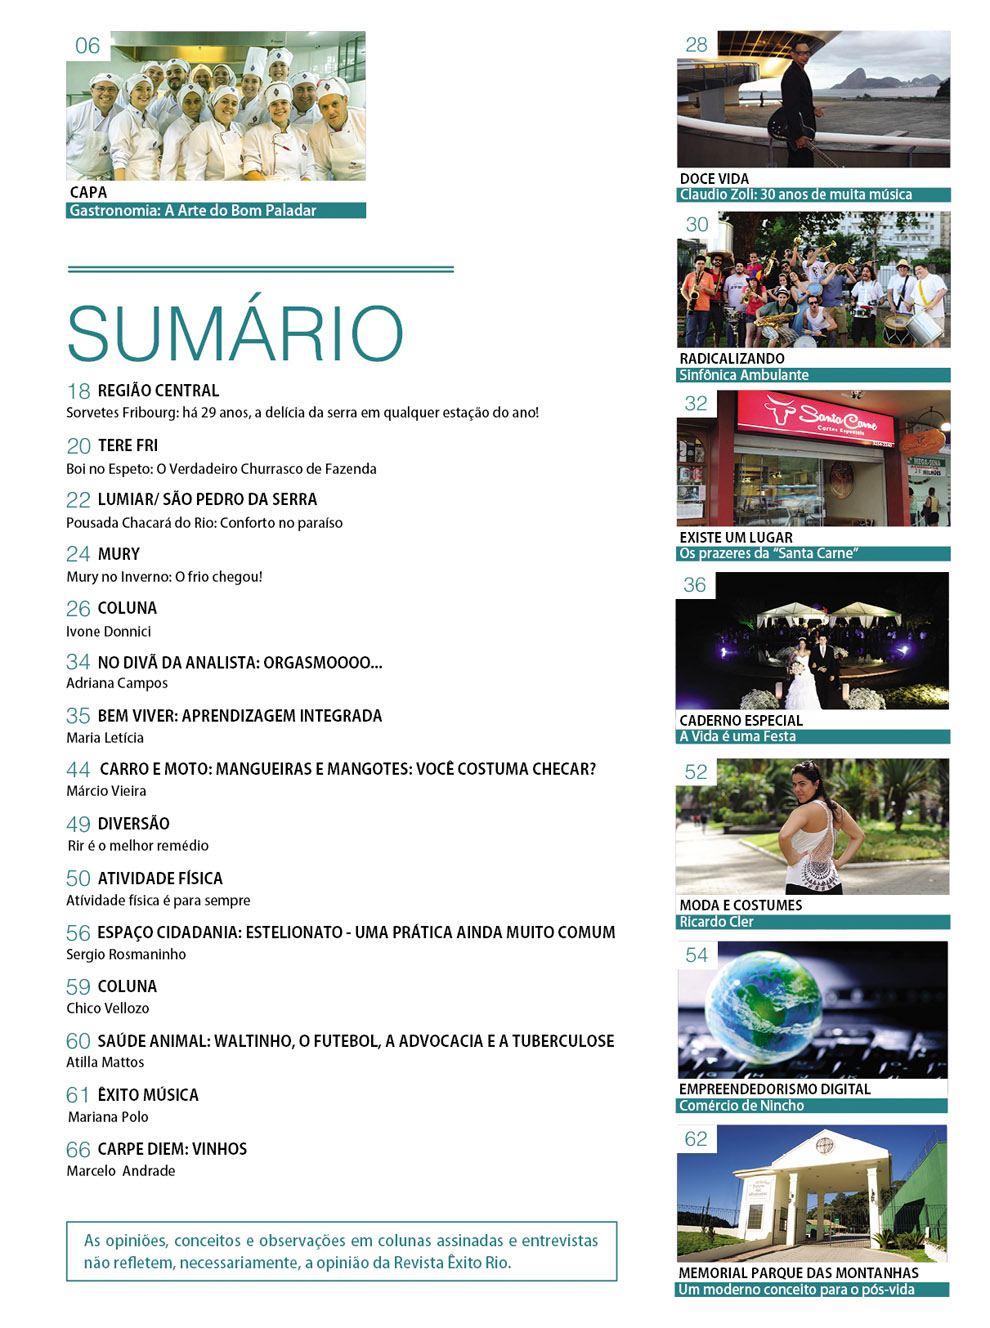 06
CAPA
Gastronomia: A Arte do Bom Paladar
SUMÁRIO
18 REGIÃO CENTRAL
Sorvetes Fribourg: há 29 anos, a delícia da serra em qualquer estação do ano!
20 TERE FRI
Boi no Espeto: O Verdadeiro Churrasco de Fazenda
22 LUMIAR/ SÃO PEDRO DA SERRA
Pousada Chacará do Rio: Conforto no paraíso
24 MURY
Mury no Inverno: O frio chegou!
26 COLUNA
Ivone Donnici
34 NO DIVÃ DA ANALISTA: ORGASMOOOO...
Adriana Campos
35 BEM VIVER: APRENDIZAGEM INTEGRADA
Maria Letícia
44 CARRO E MOTO: MANGUEIRAS E MANGOTES: VOCÊ COSTUMA CHECAR?
Márcio Vieira
49 DIVERSÃO
Rir é o melhor remédio
50 ATIVIDADE FÍSICA
Atívidade física é para sempre
56 ESPAÇO CIDADANIA: ESTELIONATO - UMA PRÁTICA AINDA MUITO COMUM
Sergio Rosmaninho
59 COLUNA
Chico Vellozo
60 SAÚDE ANIMAL: WALTINHO, O FUTEBOL, A ADVOCACIA E A TUBERCULOSE
Atilla Mattos
61 ÊXITO MÚSICA
Mariana Polo
66 CARPE DIEM: VINHOS
Marcelo Andrade
As opiniões, conceitos e observações em colunas assinadas e entrevistas
não refletem, necessariamente, a opinião da Revista Êxito Rio.
28
DOCE VIDA
Claudio Zoli: 30 anos de muita música
30
RADICALIZANDO
Sinfônica Ambulante
32
Santa Carne
Cortes Especiais
MEGA-SENA
MILHÕES
EXISTE UM LUGAR
Os prazeres da “Santa Carne”
36
CADERNO ESPECIAL
A Vida é uma Festa
52
MODA E COSTUMES
Ricardo Cler
54
EMPREENDEDORISMO DIGITAL
Comércio de Nincho
62
MEMORIAL PARQUE DAS MONTANHAS
Um moderno conceito para o pós-vida